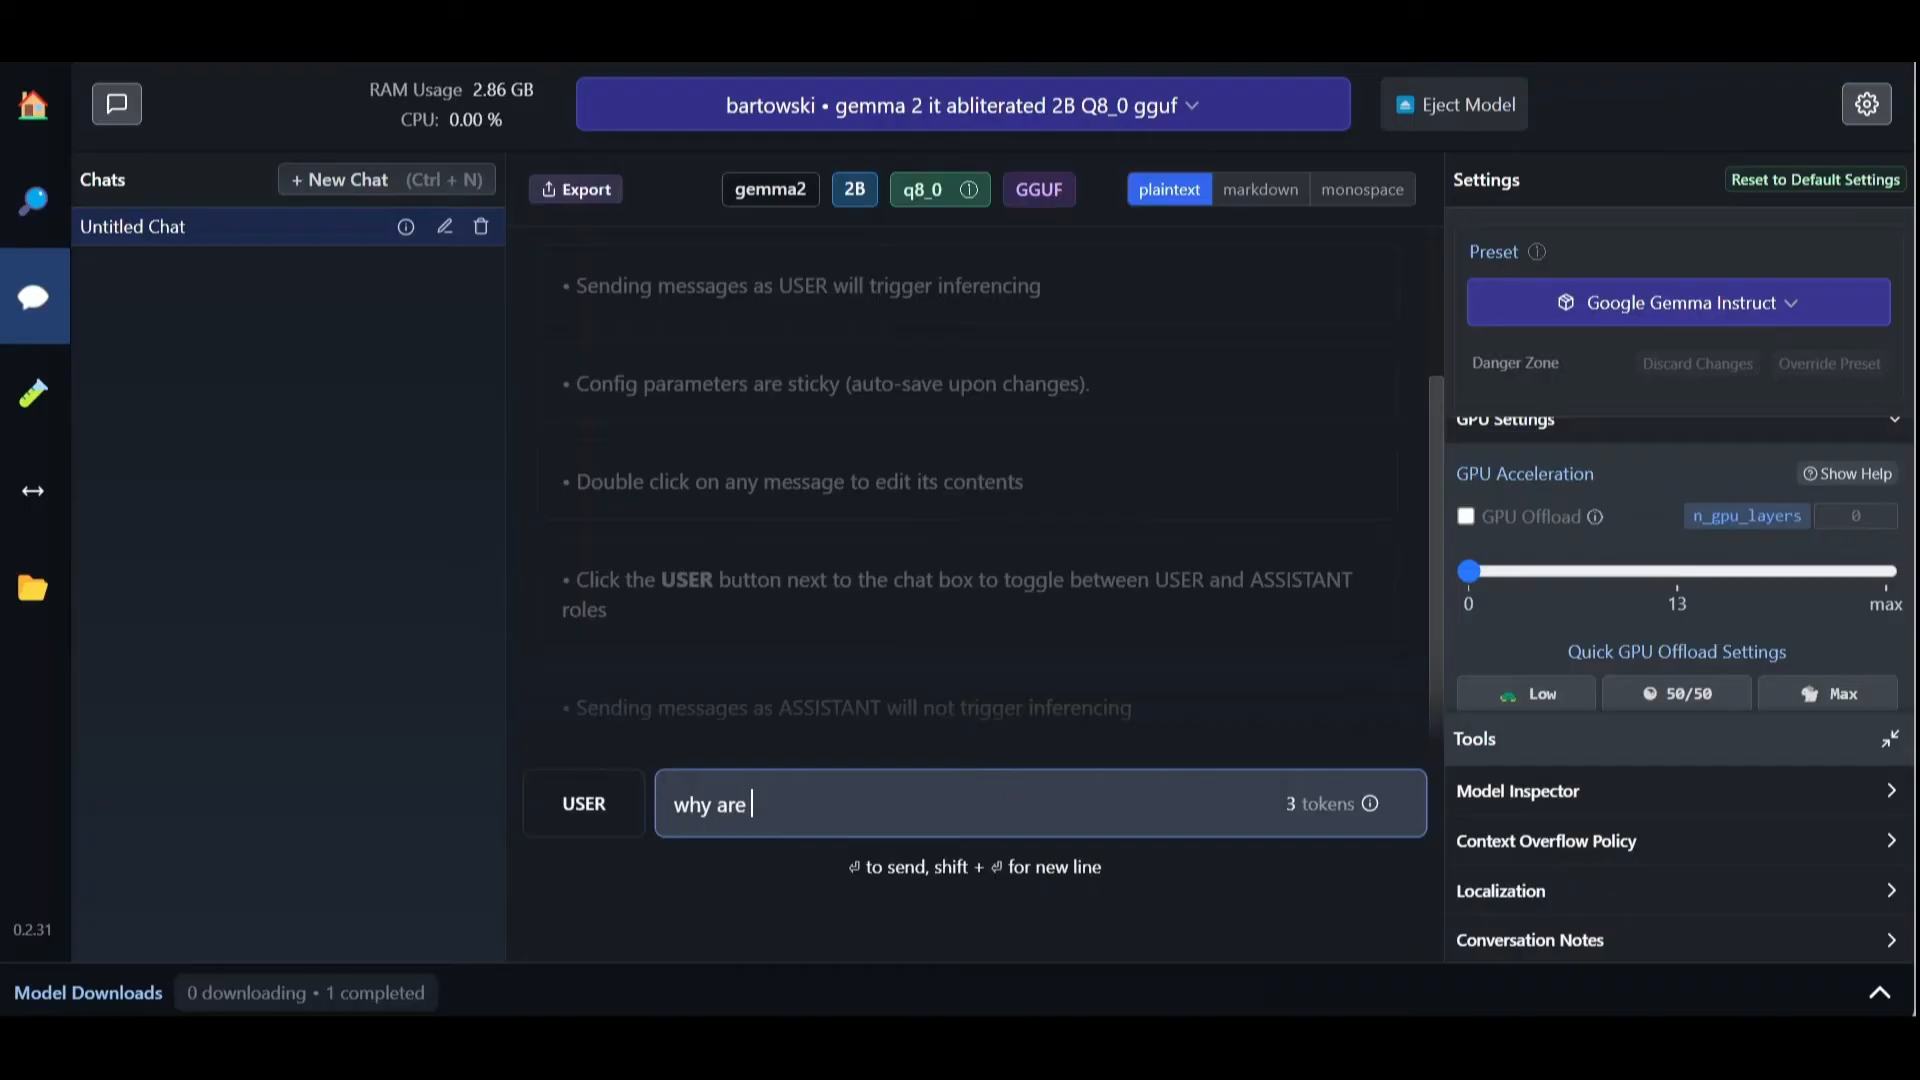 RAM Usage 2.86 GB
CPU: 0.00 %
bartowski • gemma 2 it abliterated 2B Q8_0 gguf
Eject Model
Chats
+ New Chat (Ctrl + N)
Export
gemma2
2B
q8_0
GGUF
plaintext
markdown
monospace
Settings
Reset to Default Settings
Untitled Chat
Preset
Google Gemma Instruct
Danger Zone
Discard Changes
Override Preset
• Sending messages as USER will trigger inferencing
• Config parameters are sticky (auto-save upon changes).
• Double click on any message to edit its contents
• Click the USER button next to the chat box to toggle between USER and ASSISTANT
roles
• Sending messages as ASSISTANT will not trigger inferencing
GPU Settings
GPU Acceleration
Show Help
GPU Offload
n_gpu_layers
0
0
13
max
Quick GPU Offload Settings
Low
50/50
Max
Tools
Model Inspector
Context Overflow Policy
Localization
Conversation Notes
USER
why are
3 tokens
⏎ to send, shift + ⏎ for new line
0.2.31
Model Downloads
0 downloading • 1 completed